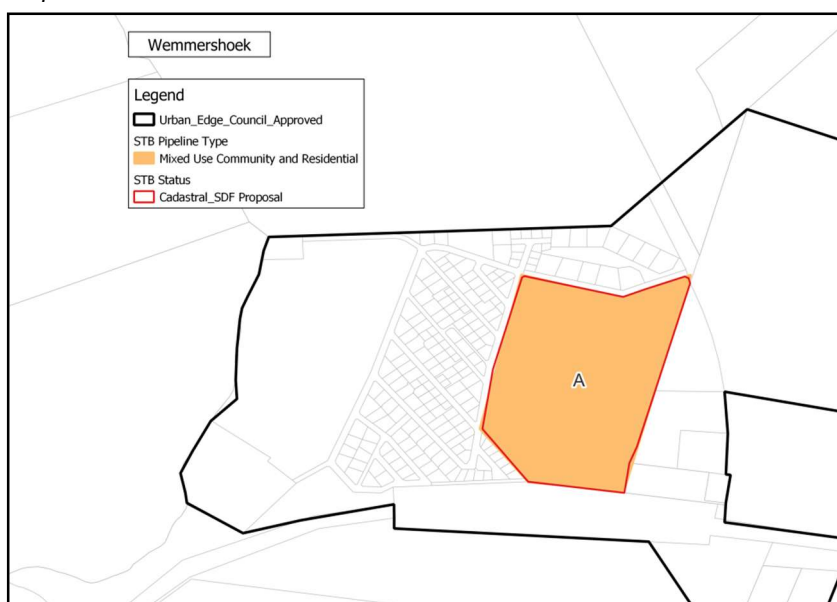 Wemmershoek
Legend
Urban_Edge_Council_Approved
STB Pipeline Type
Mixed Use Community and Residential
STB Status
Cadastral_SDF Proposal
A